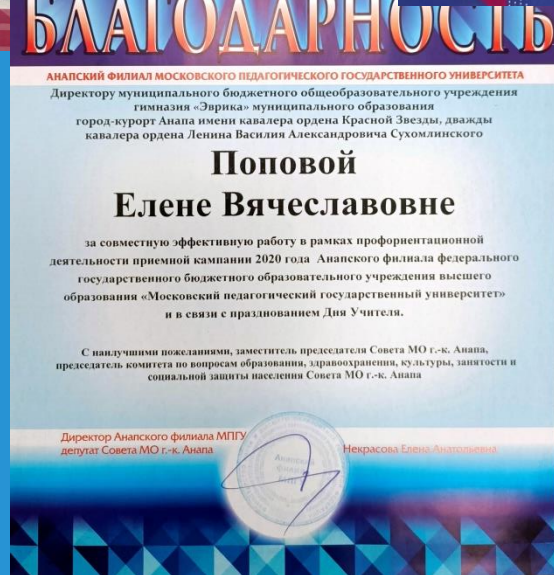 БЛАГОДАРНОСТЬ
АНАПСКИЙ ФИЛИАЛ МОСКОВСКОГО ПЕДАГОГИЧЕСКОГО ГОСУДАРСТВЕННОГО УНИВЕРСИТЕТА
Директору муниципального бюджетного общеобразовательного учреждения
гимназия «Эврика» муниципального образования
город-курорт Анапа имени кавалера ордена Красной Звезды, дважды
кавалера ордена Ленина Василия Александровича Сухомлинского
Поповой
Елене Вячеславовне
за совместную эффективную работу в рамках профориентационной
деятельности приемной кампании 2020 года Анапского филиала федерального
государственного бюджетного образовательного учреждения высшего
образования «Московский педагогический государственный университет»
и в связи с празднованием Дня Учителя.
С наилучшими пожеланиями, заместитель председателя Совета МО г.-к. Анапа,
председатель комитета по вопросам образования, здравоохранения, культуры, занятости и
социальной защиты населения Совета МО г.-к. Анапа
Директор Анапского филиала МПГУ
депутат Совета МО г.-к. Анапа
Некрасова Елена Анатольевна
Анапский
филиал
МПГУ